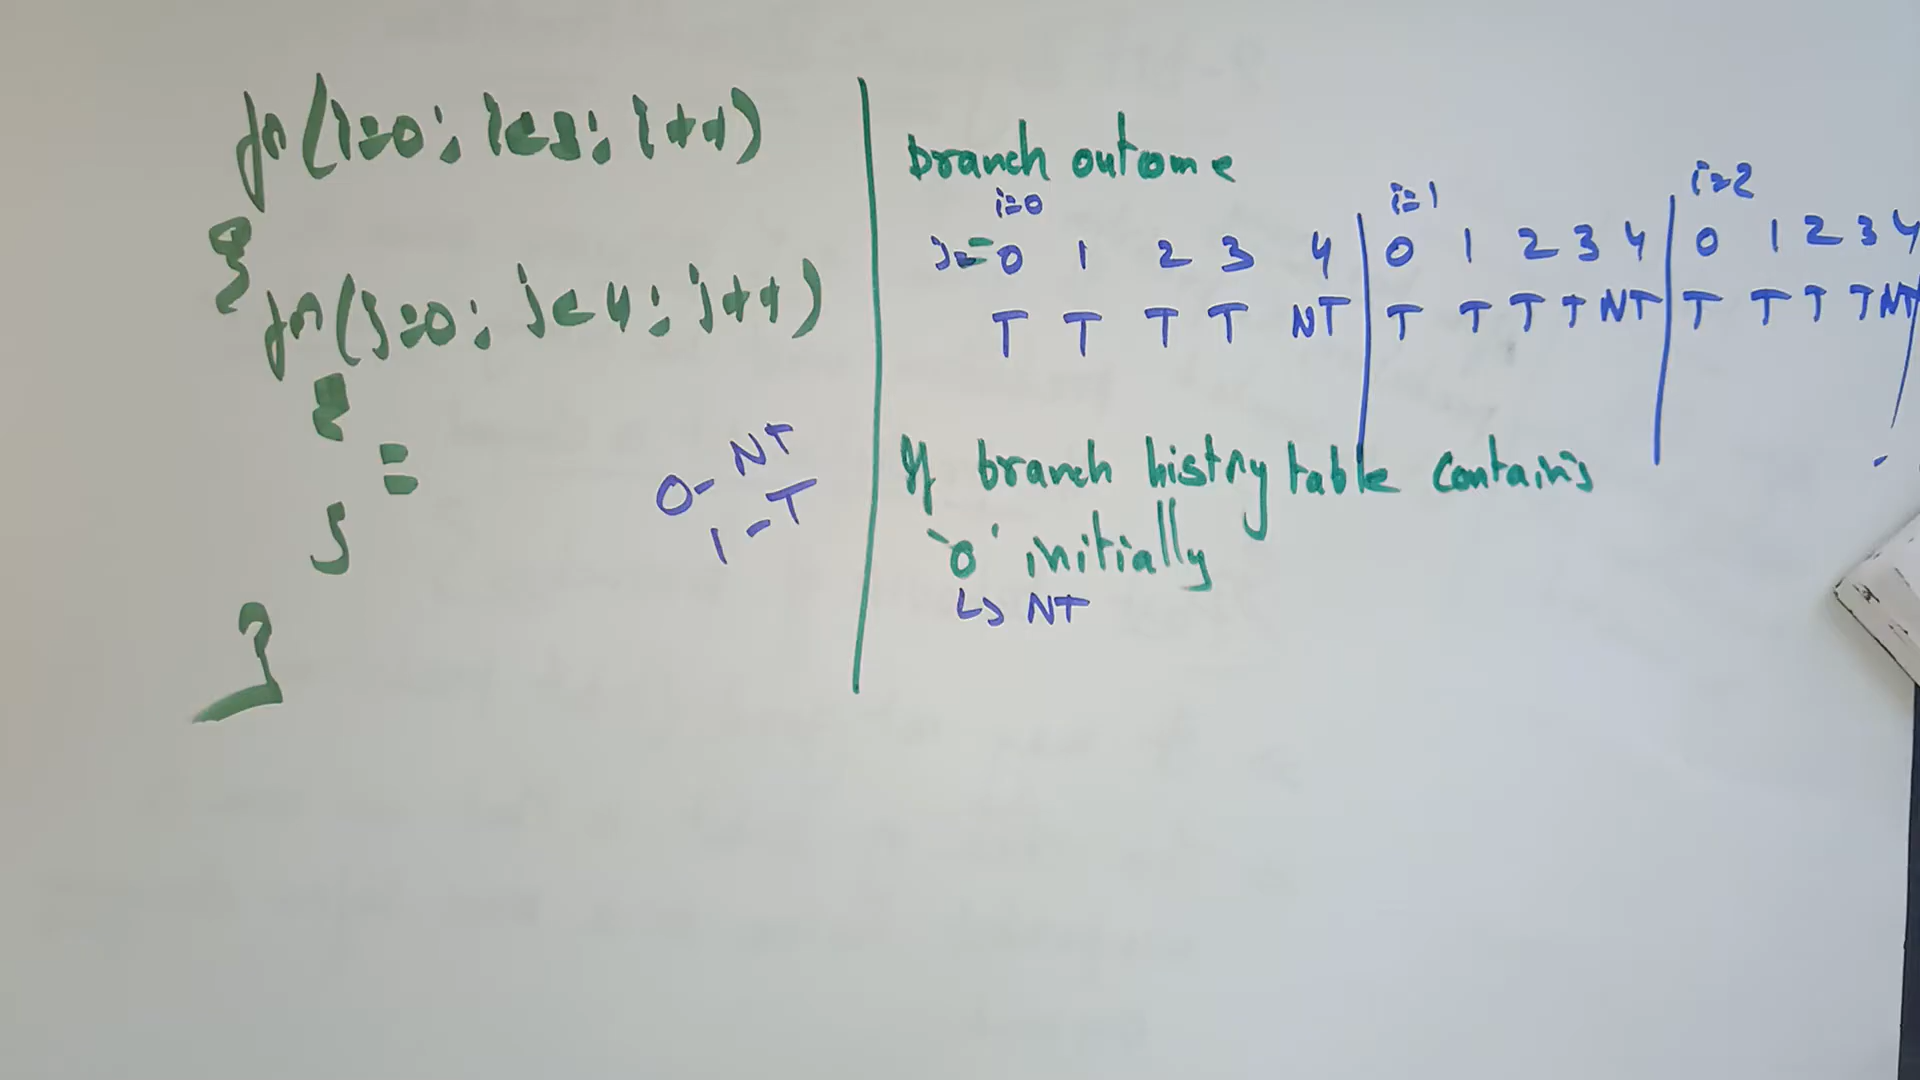 for(i=0; i<3; i++)
{
for(j=0; j<4; j++)
{
=
}
}
0- NT
1 - T
branch outcome
i=0 i=1 i=2
j= 0 1 2 3 4 0 1 2 3 4 0 1 2 3 4
T T T T NT T T T T NT T T T T NT
If branch history table contains
'0' initially
↳ NT